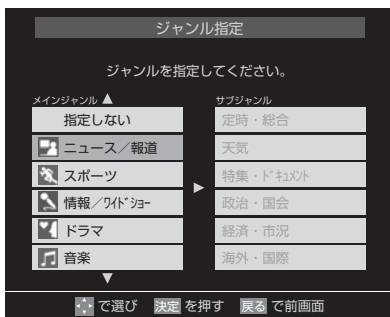 ジャンル指定
ジャンルを指定してください。
メインジャンル ▲
指定しない
ニュース／報道
スポーツ
情報／ワイドショー
ドラマ
音楽
▼
▶
サブジャンル
定時・総合
天気
特集・ドキュメント
政治・国会
経済・市況
海外・国際
で選び 決定 を押す 戻る で前画面